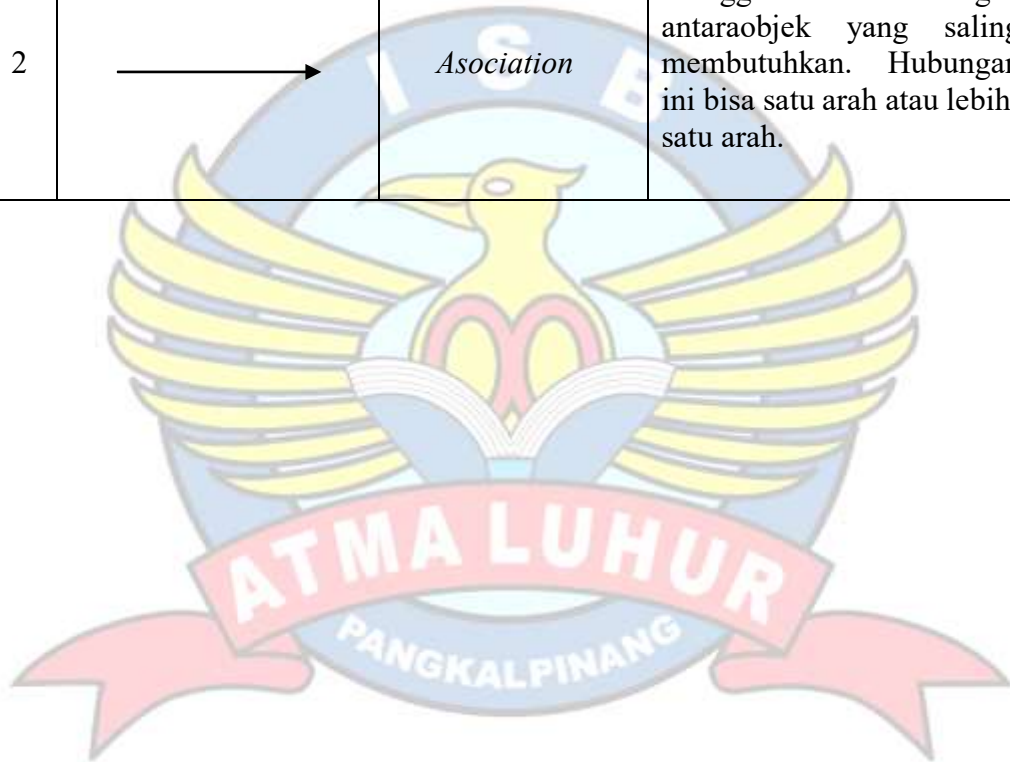 antaraobjek yang saling
2 Asociation membutuhkan. Hubungan
ini bisa satu arah atau lebih
satu arah.
I S B
ATMA LUHUR
PANGKALPINANG